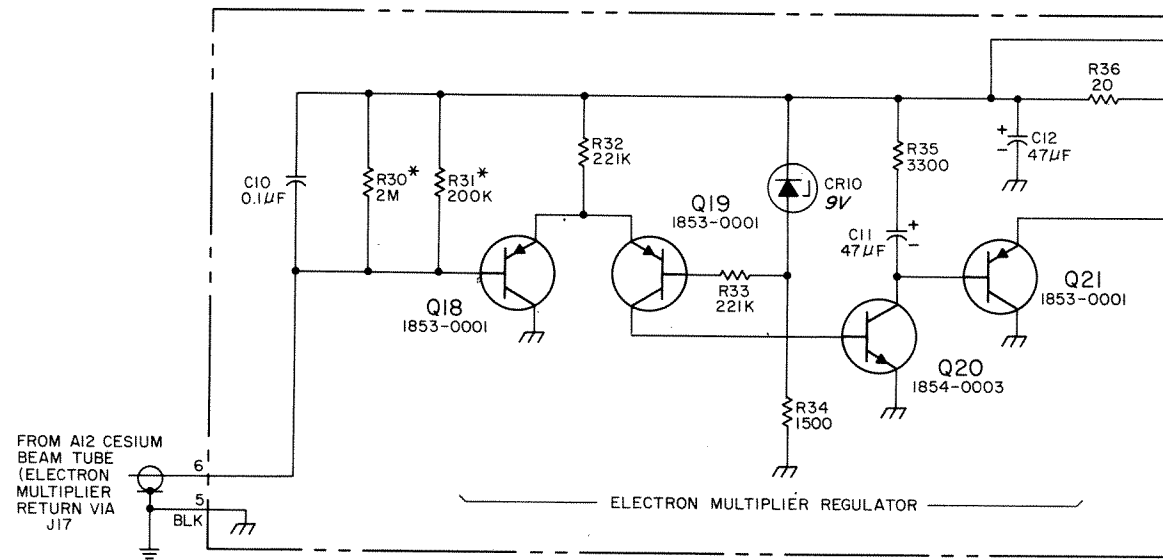 R36
20
+
-
C12
47µF
R32
221K
R35
3300
C10
0.1µF
R30*
2M
R31*
200K
Q19
1853-0001
CR10
9V
C11
47µF
+
-
Q18
1853-0001
R33
221K
Q21
1853-0001
Q20
1854-0003
R34
1500
FROM A12 CESIUM
BEAM TUBE
(ELECTRON
MULTIPLIER
RETURN VIA
J17
6
5
BLK
ELECTRON MULTIPLIER REGULATOR